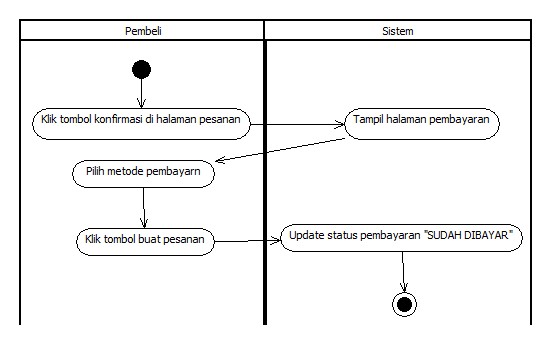 Pembeli
Sistem
Klik tombol konfirmasi di halaman pesanan
Tampil halaman pembayaran
Pilih metode pembayarn
Klik tombol buat pesanan
Update status pembayaran "SUDAH DIBAYAR"